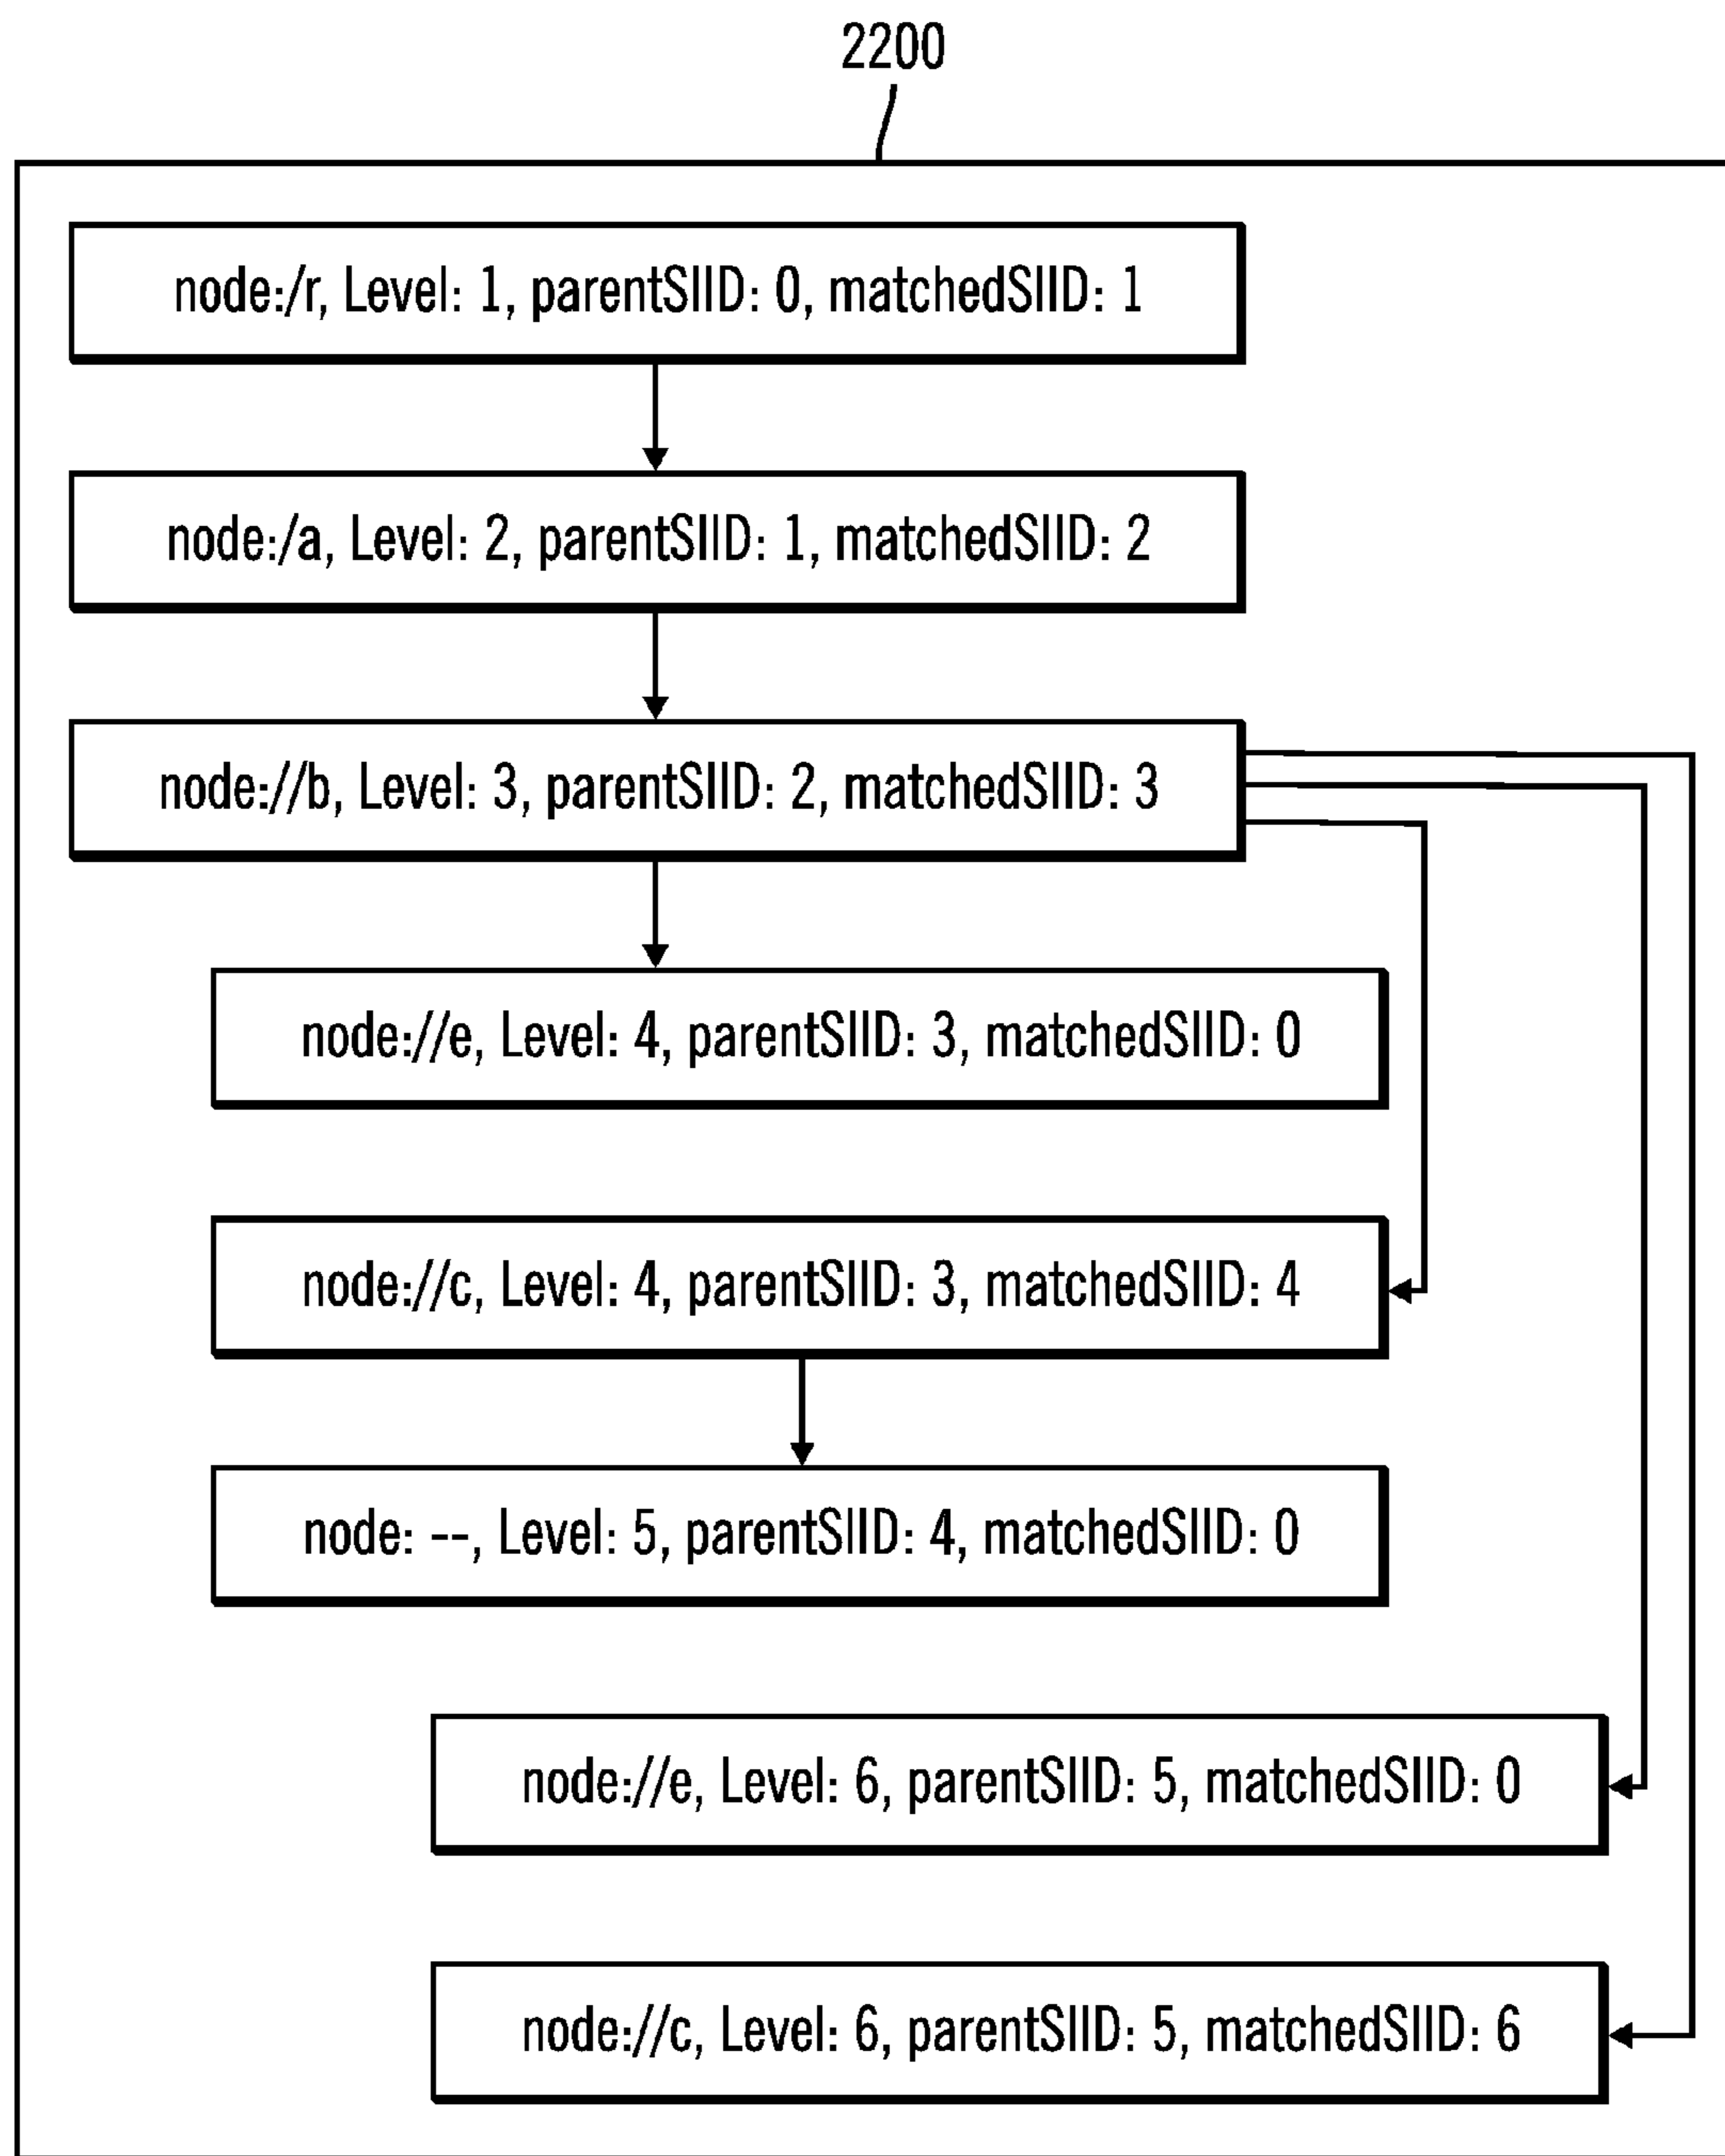 2200
node:/r, Level: 1, parentSIID: 0, matchedSIID: 1
node:/a, Level: 2, parentSIID: 1, matchedSIID: 2
node://b, Level: 3, parentSIID: 2, matchedSIID: 3
node://e, Level: 4, parentSIID: 3, matchedSIID: 0
node://c, Level: 4, parentSIID: 3, matchedSIID: 4
node: --, Level: 5, parentSIID: 4, matchedSIID: 0
node://e, Level: 6, parentSIID: 5, matchedSIID: 0
node://c, Level: 6, parentSIID: 5, matchedSIID: 6